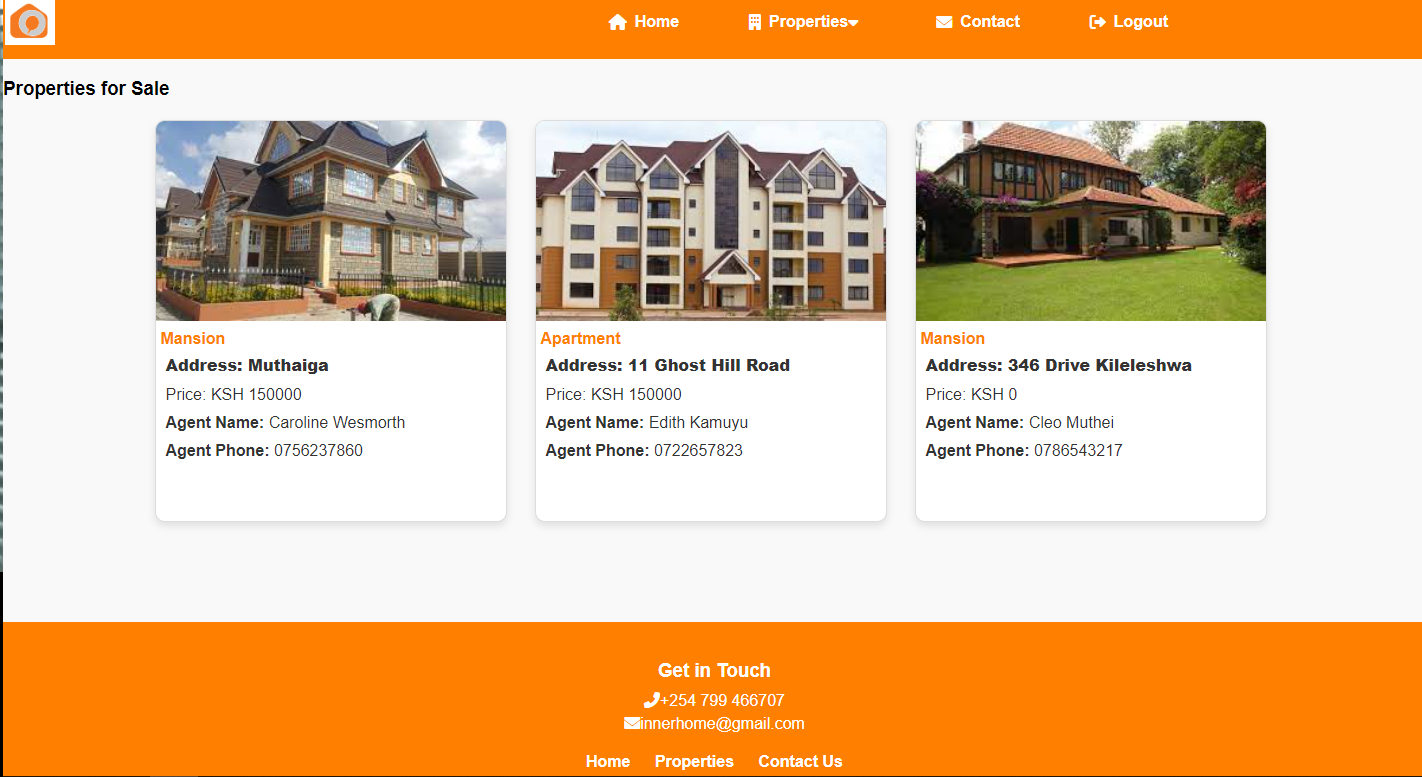 Home Properties Contact Logout
Properties for Sale
Mansion
Address: Muthaiga
Price: KSH 150000
Agent Name: Caroline Wesmorth
Agent Phone: 0756237860
Apartment
Address: 11 Ghost Hill Road
Price: KSH 150000
Agent Name: Edith Kamuyu
Agent Phone: 0722657823
Mansion
Address: 346 Drive Kileleshwa
Price: KSH 0
Agent Name: Cleo Muthei
Agent Phone: 0786543217
Get in Touch
+254 799 466707
innerhome@gmail.com
Home Properties Contact Us